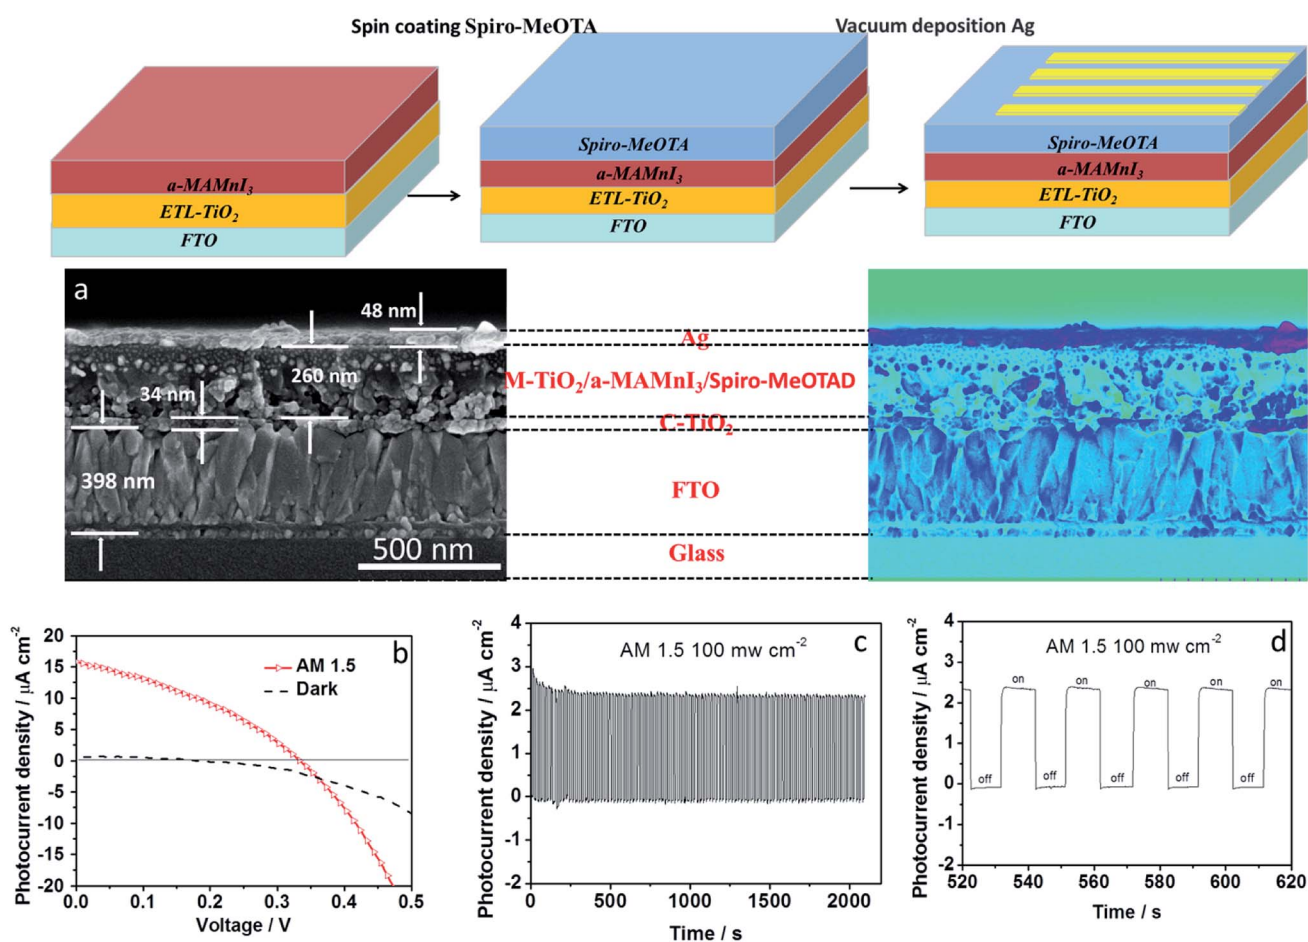 Spin coating Spiro-MeOTA
Vacuum deposition Ag
a-MAMnI₃
ETL-TiO₂
FTO
Spiro-MeOTA
a-MAMnI₃
ETL-TiO₂
FTO
Spiro-MeOTA
a-MAMnI₃
ETL-TiO₂
FTO
a
48 nm
260 nm
34 nm
398 nm
500 nm
Ag
M-TiO₂/a-MAMnI₃/Spiro-MeOTAD
C-TiO₂
FTO
Glass
b
AM 1.5
Dark
Photocurrent density / μA cm⁻²
20
15
10
5
0
-5
-10
-15
-20
0.0 0.1 0.2 0.3 0.4 0.5
Voltage / V
c
AM 1.5 100 mw cm⁻²
Photocurrent density / μA cm⁻²
4
3
2
1
0
-1
-2
0 500 1000 1500 2000
Time / s
d
AM 1.5 100 mw cm⁻²
Photocurrent density / μA cm⁻²
4
3
2
1
0
-1
-2
on on on on on
off off off off off
520 540 560 580 600 620
Time / s